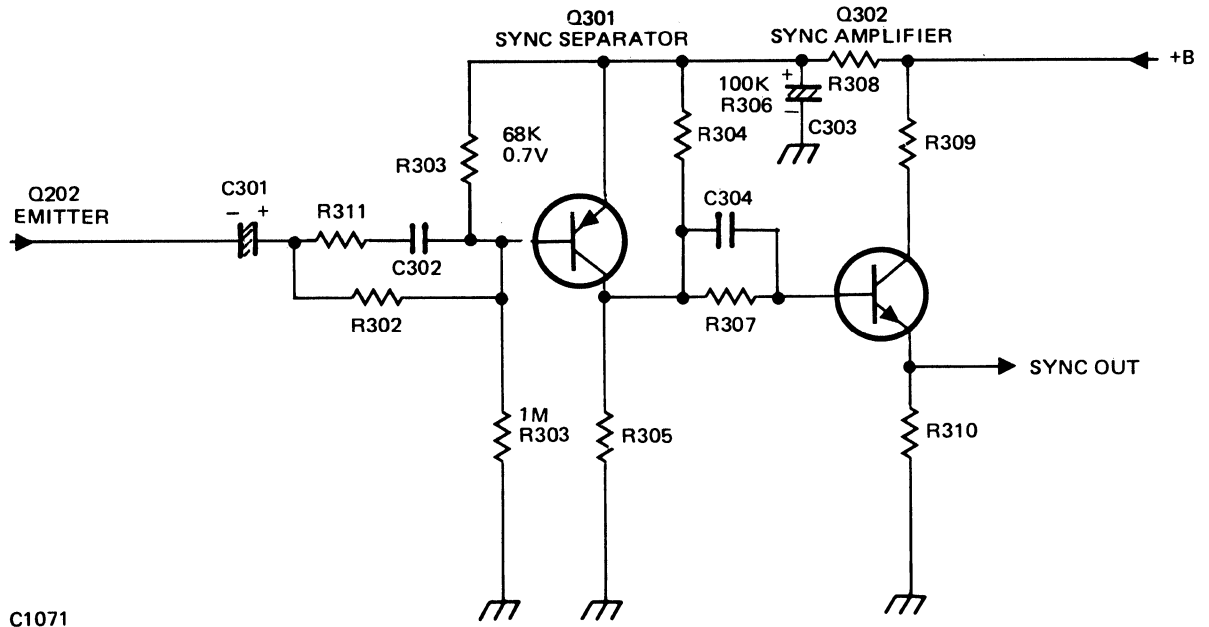 Q301
SYNC SEPARATOR
Q302
SYNC AMPLIFIER
+B
100K
R306
+
−
R308
C303
R304
R309
68K
0.7V
R303
Q202
EMITTER
C301
− +
R311
C302
R302
C304
R307
SYNC OUT
1M
R303
R305
R310
C1071